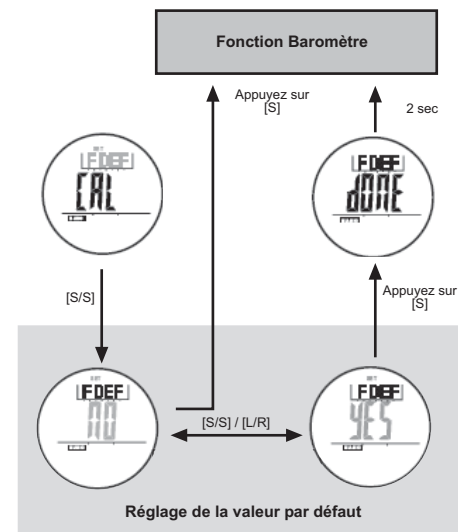 Fonction Baromètre
Appuyez sur
[S]
2 sec
SET
F DEF
CAL
F DEF
dONE
[S/S]
Appuyez sur
[S]
SET
F DEF
NO
[S/S] / [L/R]
SET
F DEF
YES
Réglage de la valeur par défaut